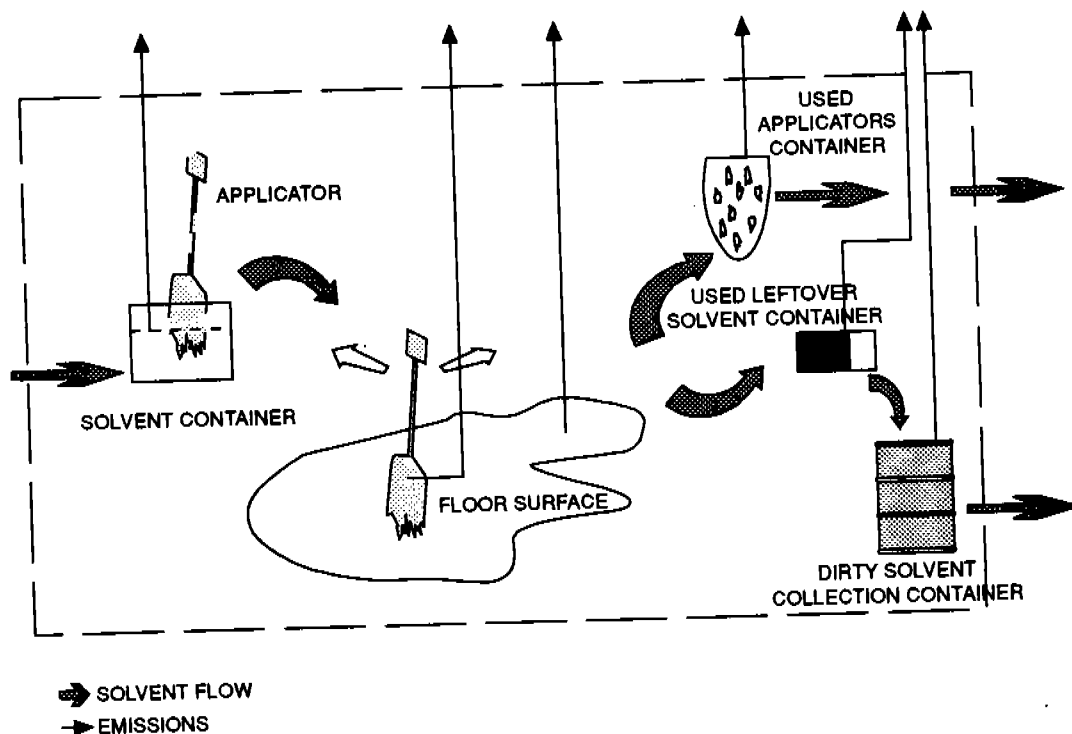 USED
APPLICATORS
CONTAINER
APPLICATOR
USED LEFTOVER
SOLVENT CONTAINER
SOLVENT CONTAINER
FLOOR SURFACE
DIRTY SOLVENT
COLLECTION CONTAINER
SOLVENT FLOW
EMISSIONS